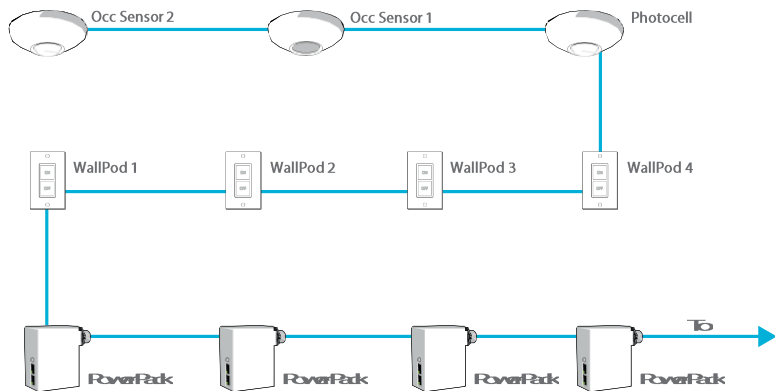 Occ Sensor 2
Occ Sensor 1
Photocell
WallPod 1
WallPod 2
WallPod 3
WallPod 4
To
PowerPack
PowerPack
PowerPack
PowerPack